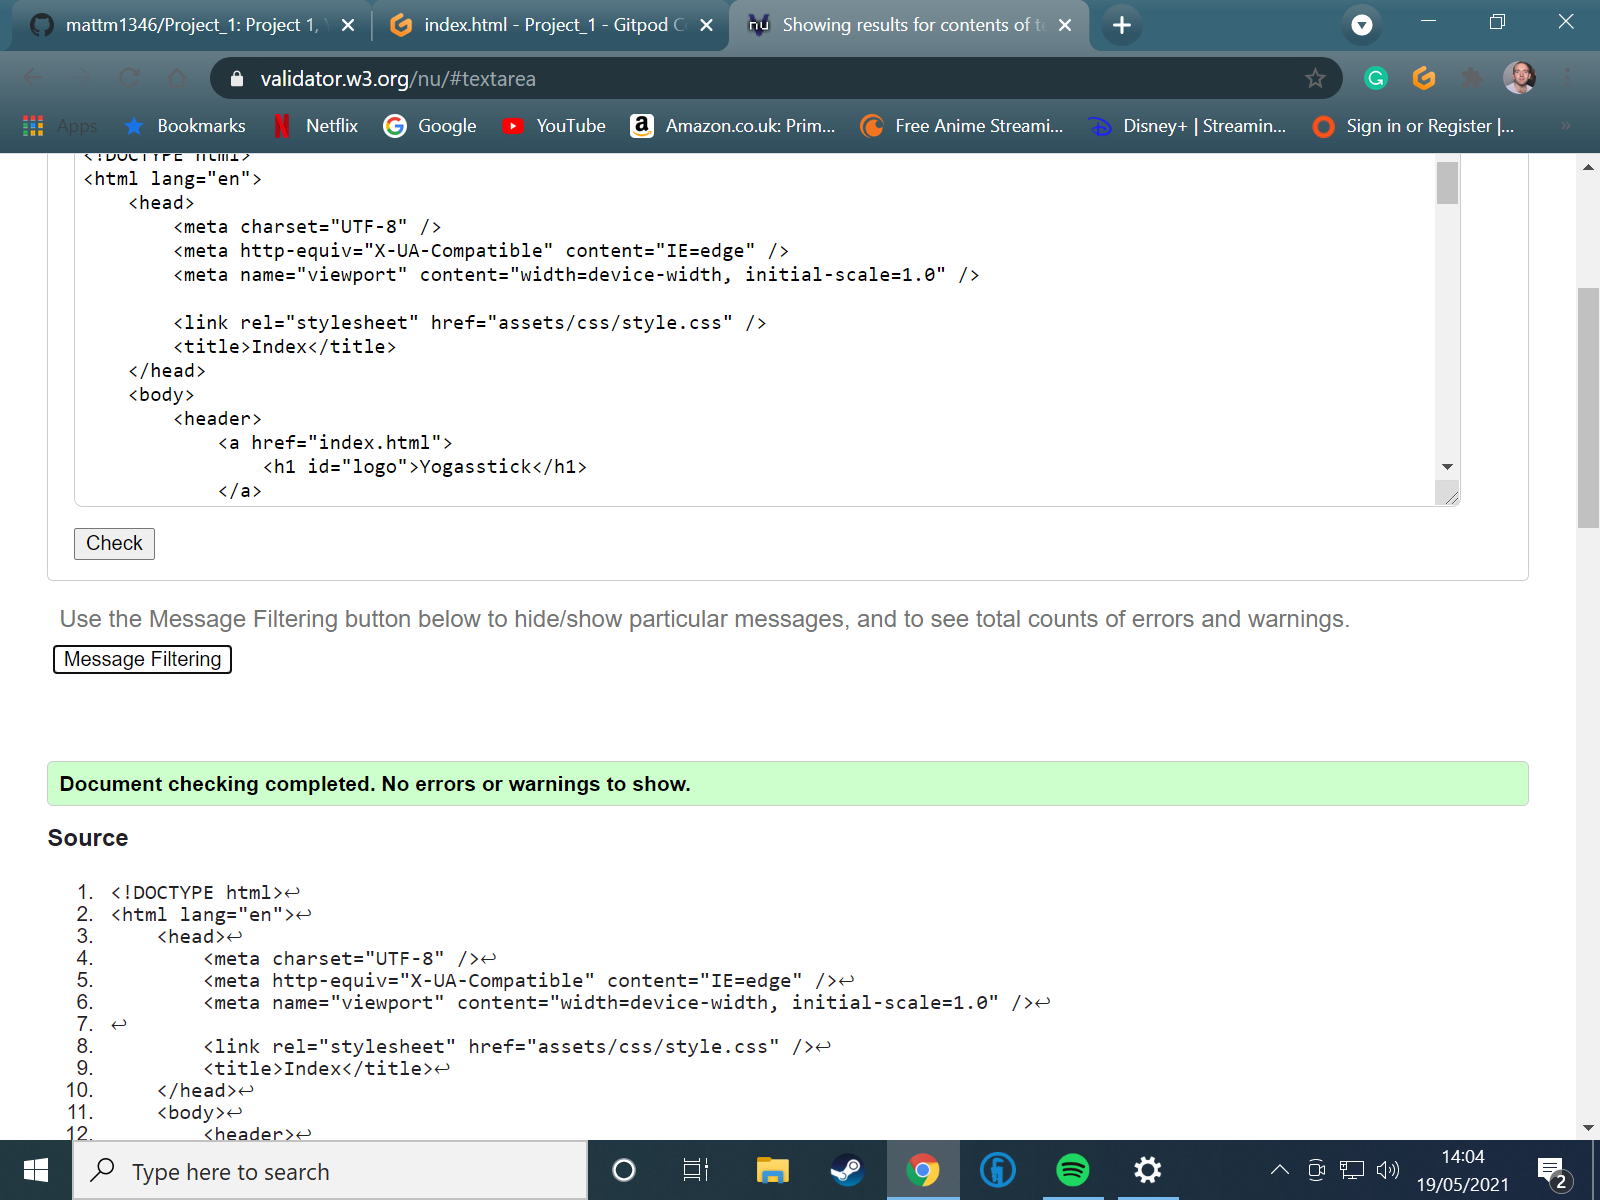 mattm1346/Project_1: Project 1,
index.html - Project_1 - Gitpod C
nu Showing results for contents of t
validator.w3.org/nu/#textarea
Apps Bookmarks Netflix Google YouTube Amazon.co.uk: Prim... Free Anime Streami... Disney+ | Streamin... Sign in or Register |...
<!DOCTYPE html>
<html lang="en">
<head>
<meta charset="UTF-8" />
<meta http-equiv="X-UA-Compatible" content="IE=edge" />
<meta name="viewport" content="width=device-width, initial-scale=1.0" />
<link rel="stylesheet" href="assets/css/style.css" />
<title>Index</title>
</head>
<body>
<header>
<a href="index.html">
<h1 id="logo">Yogasstick</h1>
</a>
Check
Use the Message Filtering button below to hide/show particular messages, and to see total counts of errors and warnings.
Message Filtering
Document checking completed. No errors or warnings to show.
Source
1. <!DOCTYPE html>↩
2. <html lang="en">↩
3. <head>↩
4. <meta charset="UTF-8" />↩
5. <meta http-equiv="X-UA-Compatible" content="IE=edge" />↩
6. <meta name="viewport" content="width=device-width, initial-scale=1.0" />↩
7. ↩
8. <link rel="stylesheet" href="assets/css/style.css" />↩
9. <title>Index</title>↩
10. </head>↩
11. <body>↩
12. <header>↩
Type here to search
14:04
19/05/2021
2